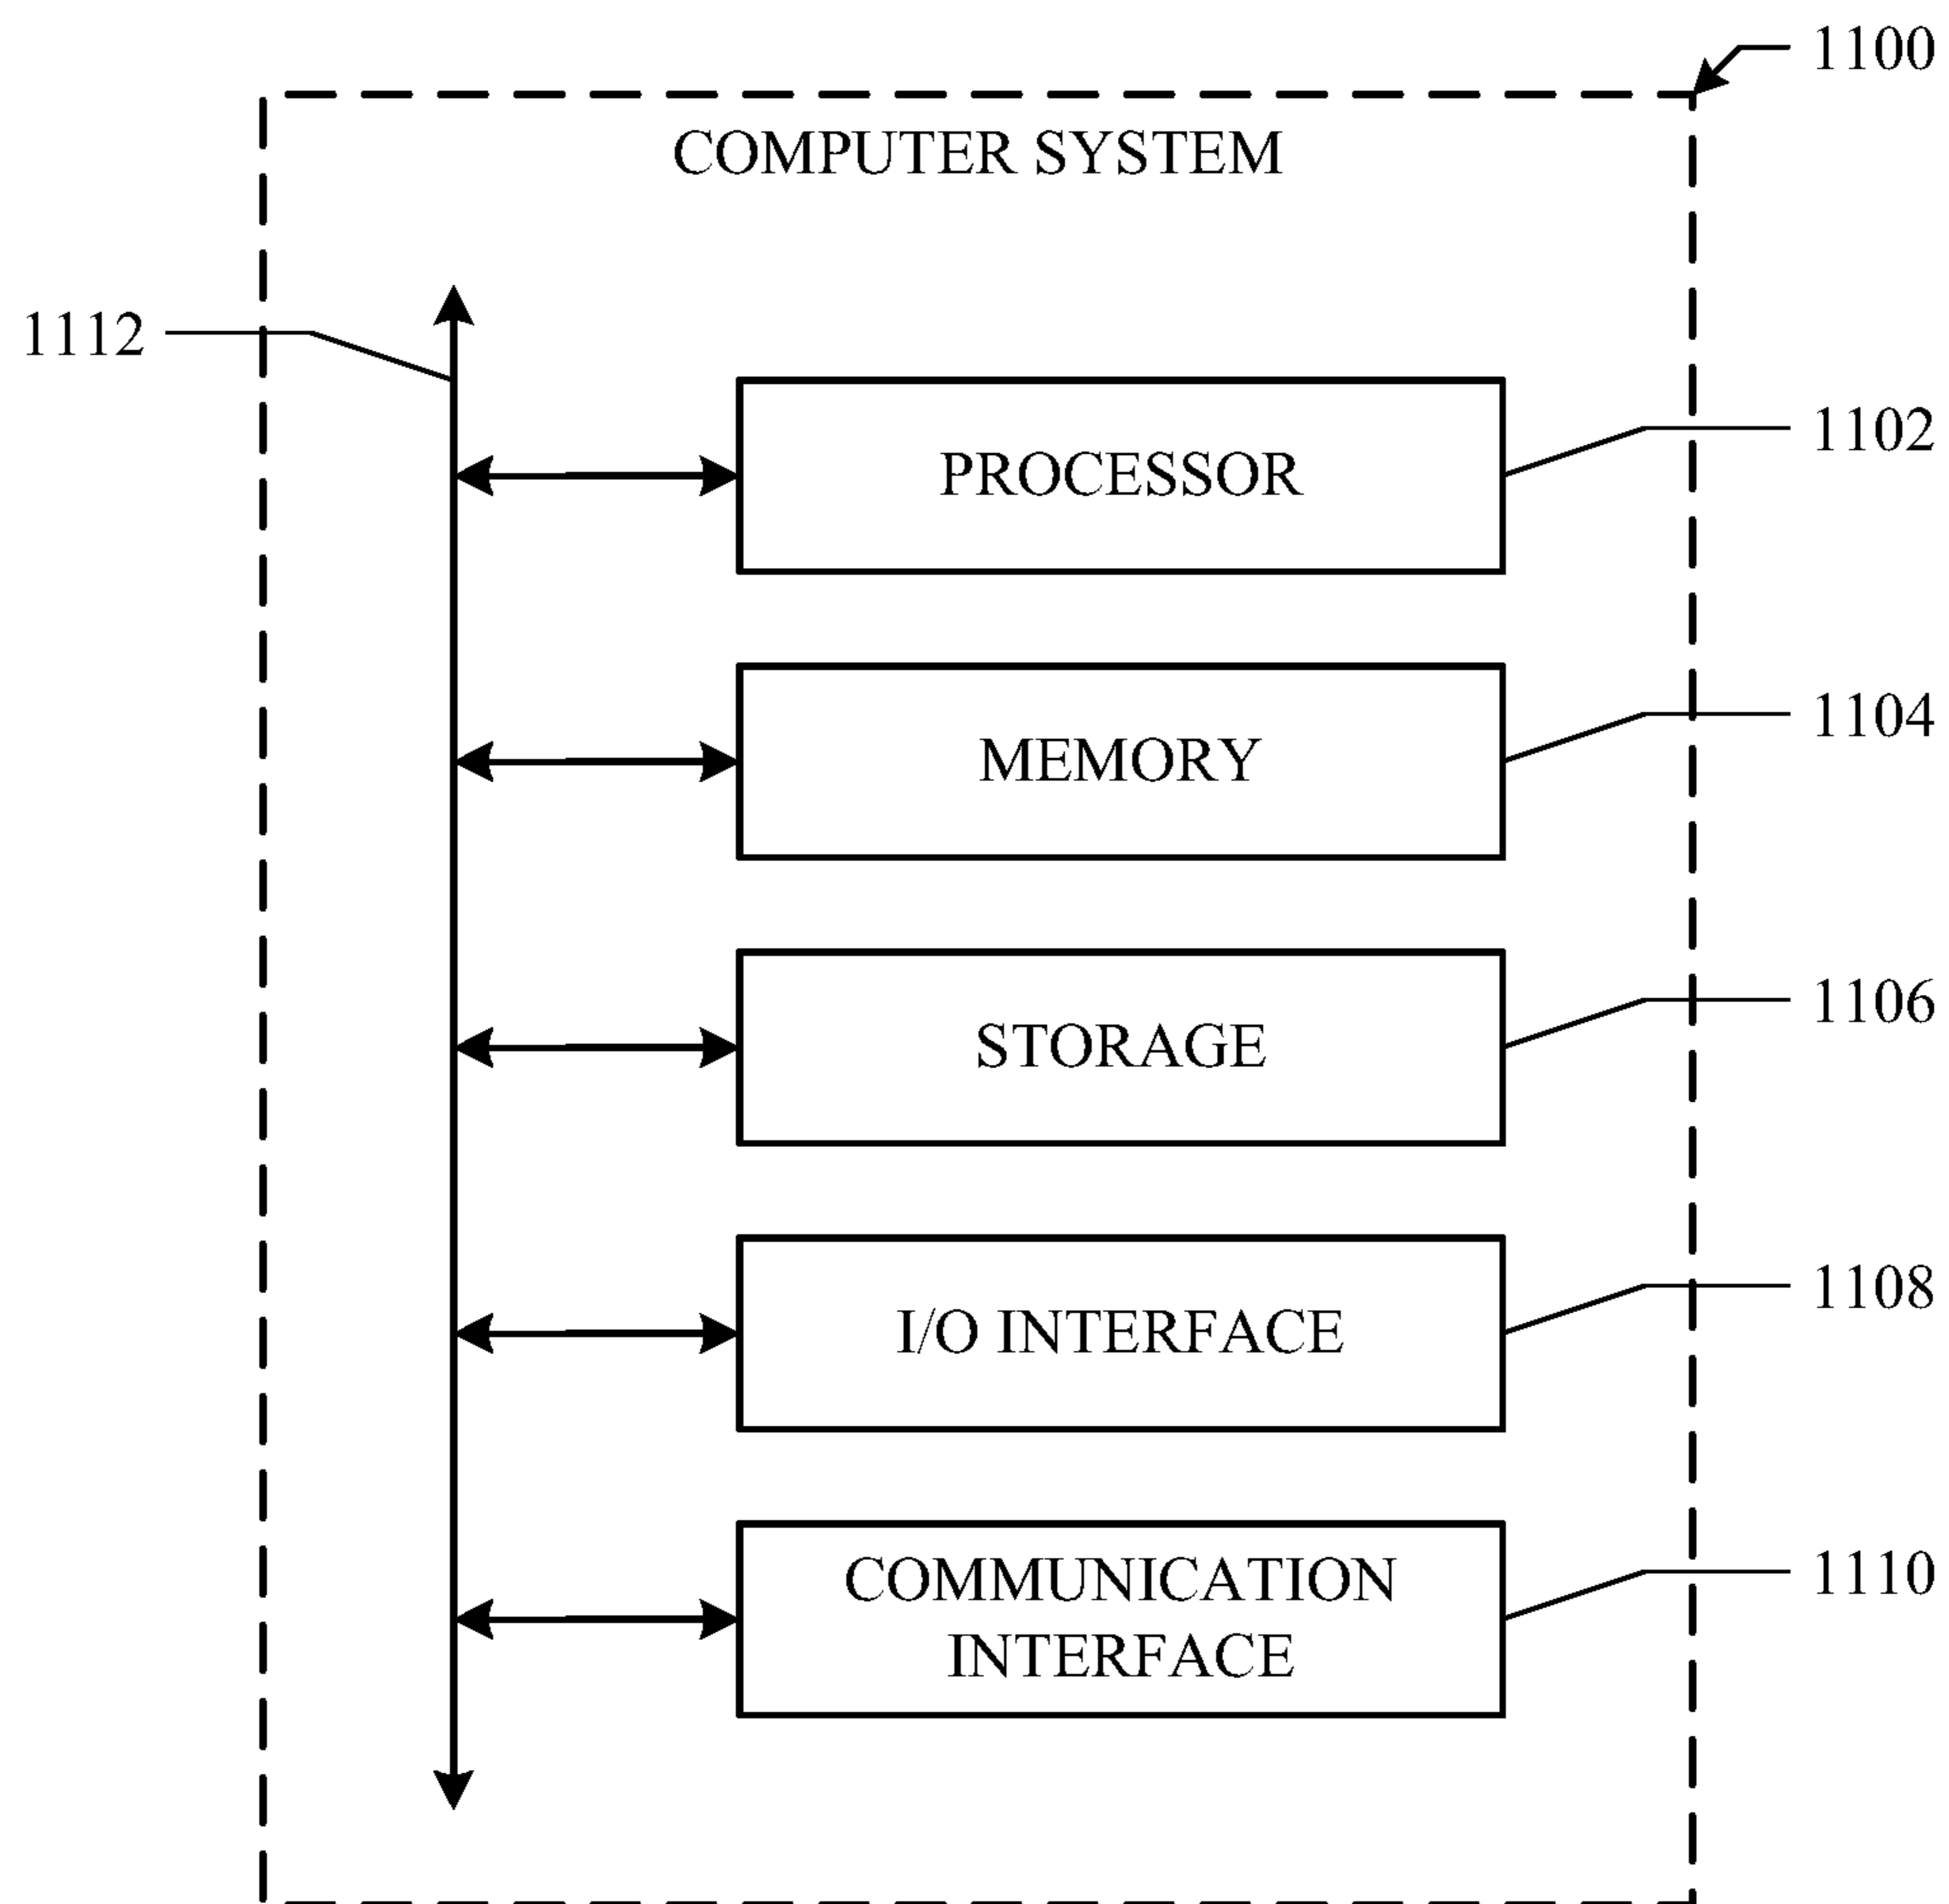 1100
COMPUTER SYSTEM
1112
PROCESSOR
1102
MEMORY
1104
STORAGE
1106
I/O INTERFACE
1108
COMMUNICATION
INTERFACE
1110